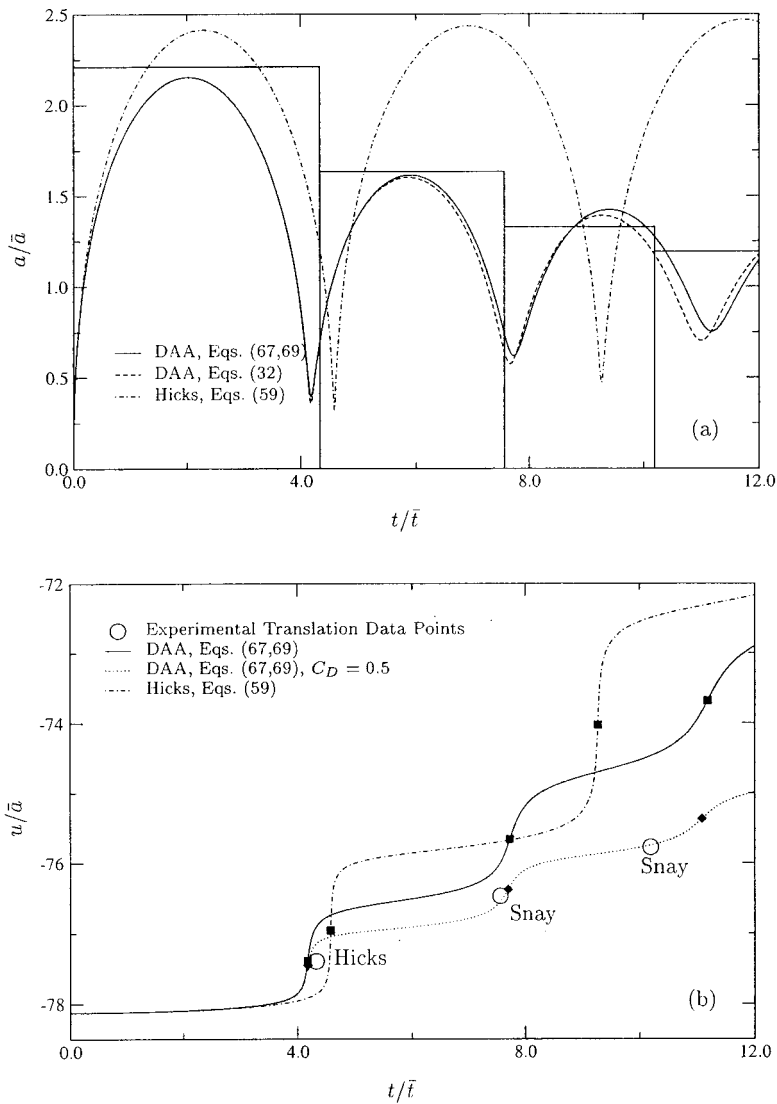 2.5
2.0
1.5
1.0
0.5
0.0
a/ā
DAA, Eqs. (67,69)
DAA, Eqs. (32)
Hicks, Eqs. (59)
(a)
0.0 4.0 8.0 12.0
t/t̄
-72
-74
-76
-78
u/ā
Experimental Translation Data Points
DAA, Eqs. (67,69)
DAA, Eqs. (67,69), C_D = 0.5
Hicks, Eqs. (59)
Snay
Snay
Hicks
(b)
0.0 4.0 8.0 12.0
t/t̄